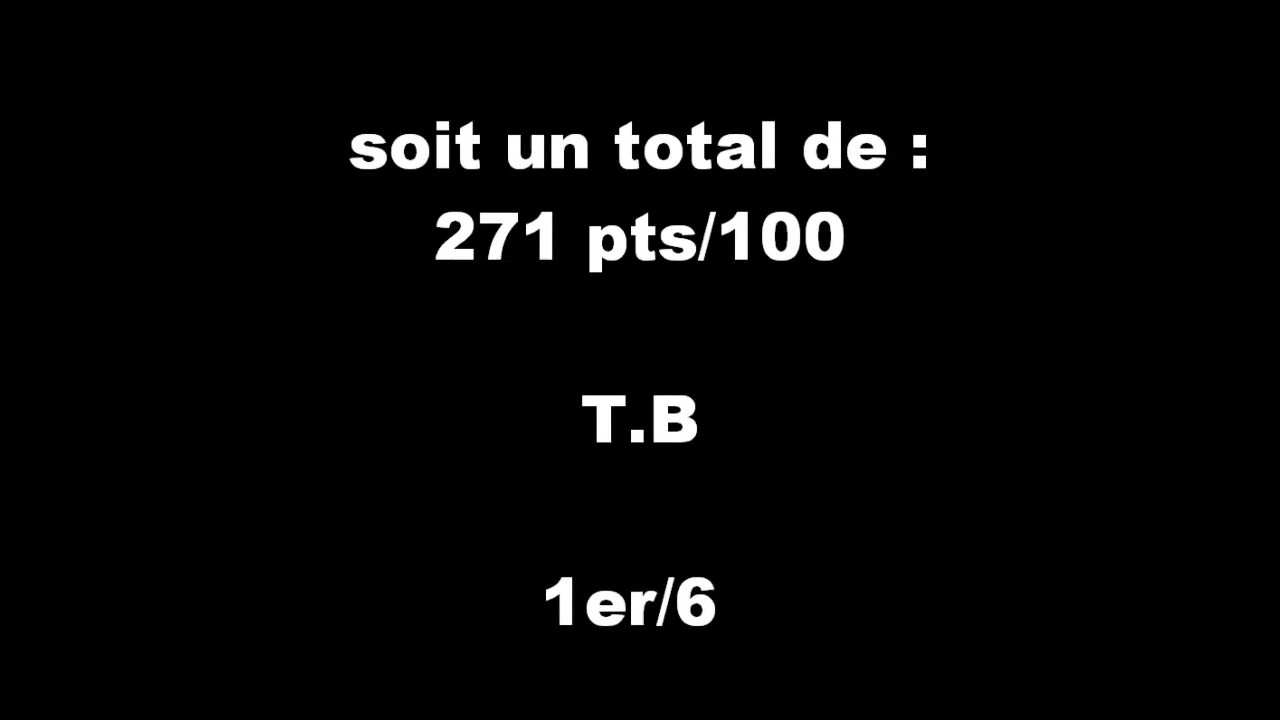 soit un total de :
271 pts/100
T.B
1er/6